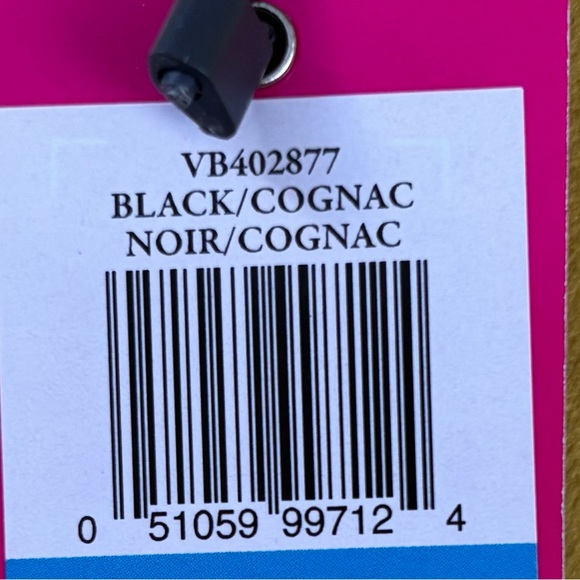 VB402877
BLACK/COGNAC
NOIR/COGNAC
0 51059 99712 4